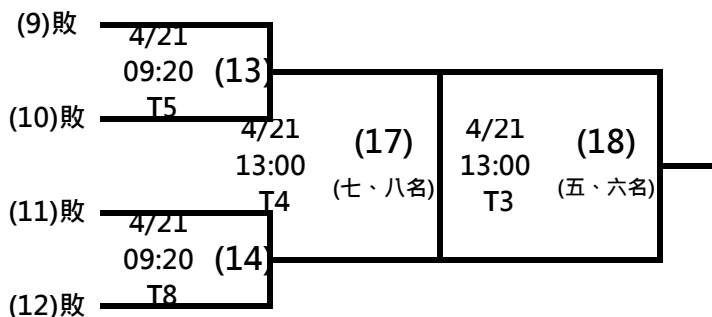 (9)敗
4/21
09:20
T5
(13)
(10)敗
4/21
13:00
T4
(17)
(七、八名)
4/21
13:00
T3
(18)
(五、六名)
(11)敗
4/21
09:20
T8
(14)
(12)敗